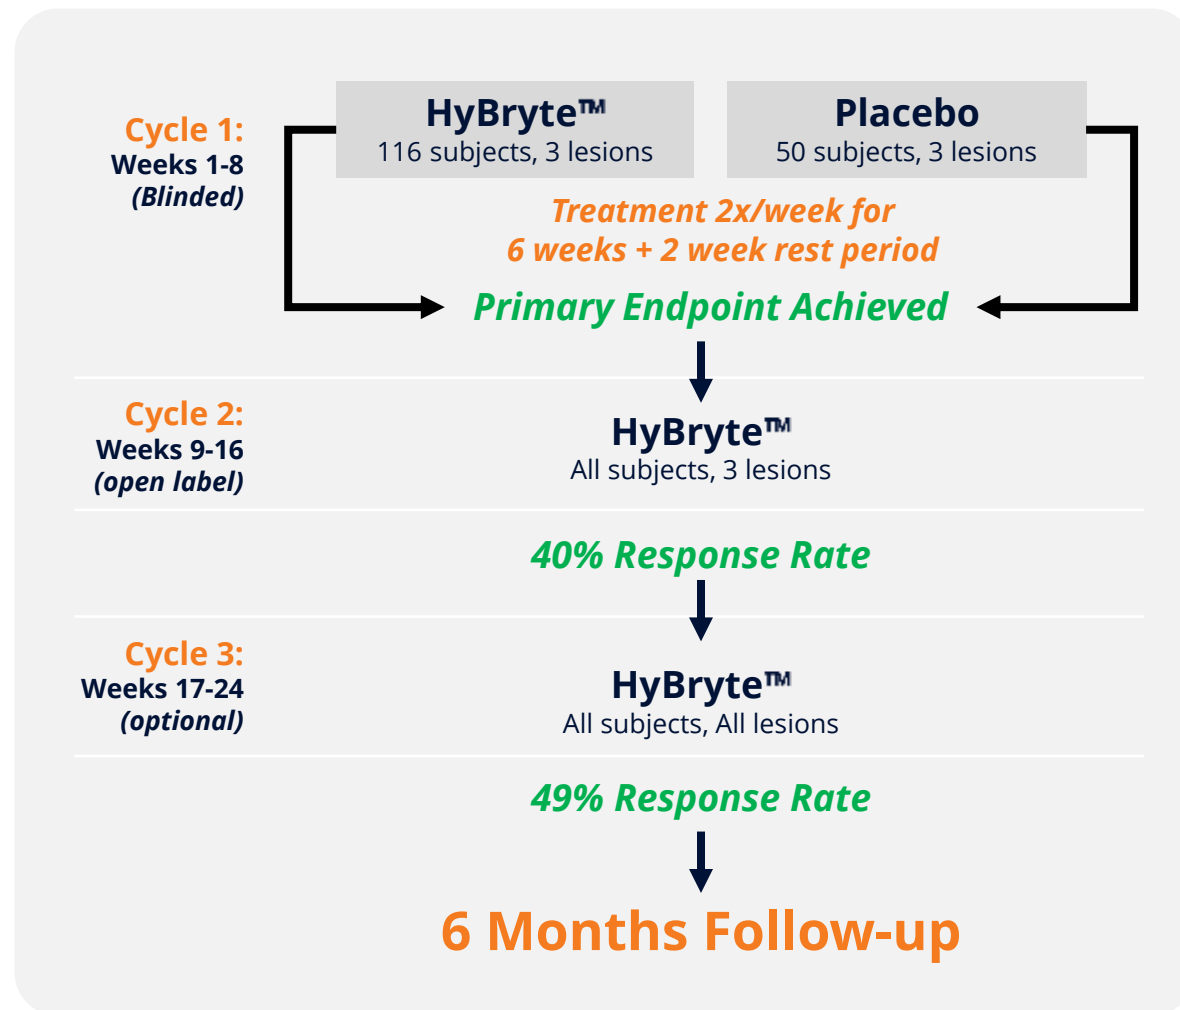 Cycle 1:
Weeks 1-8
(Blinded)
HyBryte™
116 subjects, 3 lesions
Placebo
50 subjects, 3 lesions
Treatment 2x/week for
6 weeks + 2 week rest period
Primary Endpoint Achieved
Cycle 2:
Weeks 9-16
(open label)
HyBryte™
All subjects, 3 lesions
40% Response Rate
Cycle 3:
Weeks 17-24
(optional)
HyBryte™
All subjects, All lesions
49% Response Rate
6 Months Follow-up